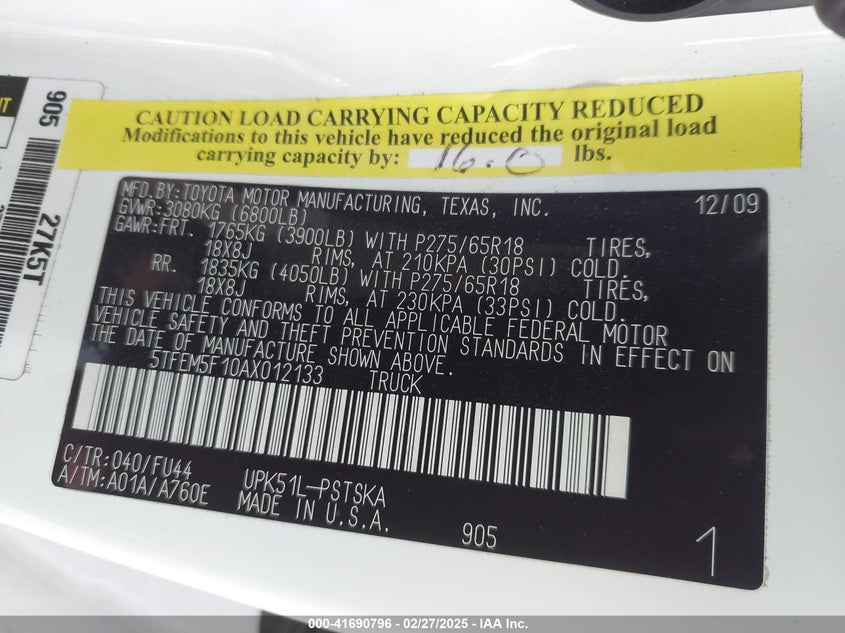 905
27K5T
CAUTION LOAD CARRYING CAPACITY REDUCED
Modifications to this vehicle have reduced the original load
carrying capacity by: 16.0 lbs.
MFD.BY:TOYOTA MOTOR MANUFACTURING, TEXAS, INC. 12/09
GVWR:3080KG (6800LB)
GAWR:FRT. 1765KG (3900LB) WITH P275/65R18 TIRES,
18X8J RIMS, AT 210KPA (30PSI) COLD.
RR. 1835KG (4050LB) WITH P275/65R18 TIRES,
18X8J RIMS, AT 230KPA (33PSI) COLD.
THIS VEHICLE CONFORMS TO ALL APPLICABLE FEDERAL MOTOR
VEHICLE SAFETY AND THEFT PREVENTION STANDARDS IN EFFECT ON
THE DATE OF MANUFACTURE SHOWN ABOVE.
5TFEM5F10AX012133 TRUCK
C/TR:040/FU44
A/TM:A01A/A760E
UPK51L-PSTSKA
MADE IN U.S.A.
905
1
000-41690796 - 02/27/2025 - IAA Inc.